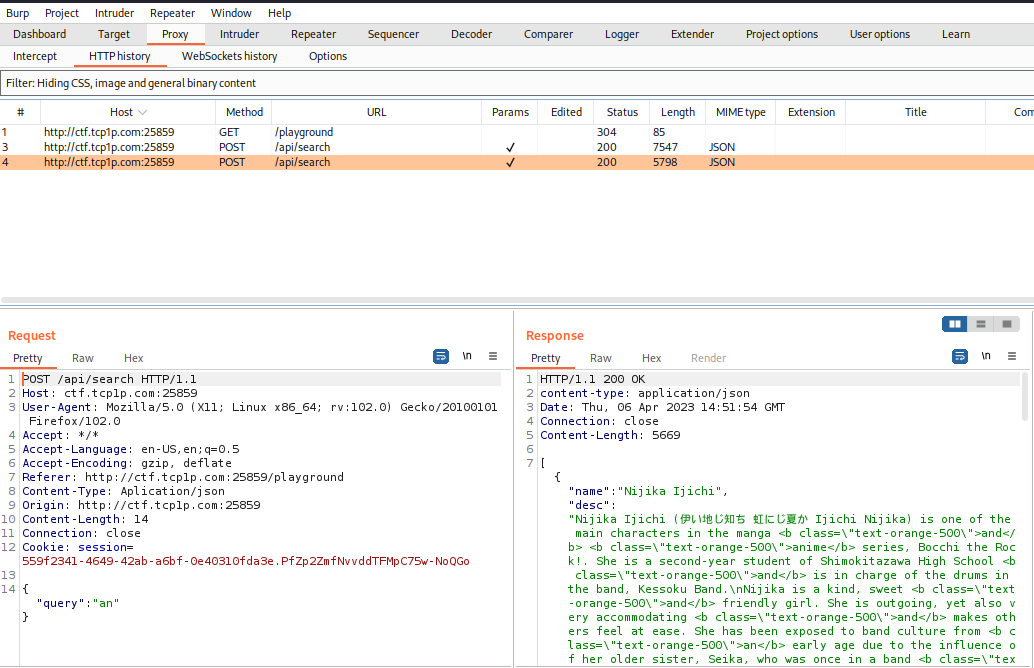 Burp Project Intruder Repeater Window Help
Dashboard Target Proxy Intruder Repeater Sequencer Decoder Comparer Logger Extender Project options User options Learn
Intercept HTTP history WebSockets history Options
Filter: Hiding CSS, image and general binary content
# Host Method URL Params Edited Status Length MIME type Extension Title Com
1 http://ctf.tcp1p.com:25859 GET /playground 304 85
3 http://ctf.tcp1p.com:25859 POST /api/search ✓ 200 7547 JSON
4 http://ctf.tcp1p.com:25859 POST /api/search ✓ 200 5798 JSON
Request
Pretty Raw Hex \n
1 POST /api/search HTTP/1.1
2 Host: ctf.tcp1p.com:25859
3 User-Agent: Mozilla/5.0 (X11; Linux x86_64; rv:102.0) Gecko/20100101
Firefox/102.0
4 Accept: */*
5 Accept-Language: en-US,en;q=0.5
6 Accept-Encoding: gzip, deflate
7 Referer: http://ctf.tcp1p.com:25859/playground
8 Content-Type: Aplication/json
9 Origin: http://ctf.tcp1p.com:25859
10 Content-Length: 14
11 Connection: close
12 Cookie: session=
559f2341-4649-42ab-a6bf-0e40310fda3e.PfZp2ZmfNvvddTFMpC75w-NoQGo
13
14 {
"query":"an"
}
Response
Pretty Raw Hex Render \n
1 HTTP/1.1 200 OK
2 content-type: application/json
3 Date: Thu, 06 Apr 2023 14:51:54 GMT
4 Connection: close
5 Content-Length: 5669
6
7 [
{
"name":"Nijika Ijichi",
"desc":
"Nijika Ijichi (伊い地じ知ち 虹にじ夏か Ijichi Nijika) is one of the
main characters in the manga <b class=\"text-orange-500\">and</
b> <b class=\"text-orange-500\">anime</b> series, Bocchi the Roc
k!. She is a second-year student of Shimokitazawa High School <b
class=\"text-orange-500\">and</b> is in charge of the drums in
the band, Kessoku Band.\nNijika is a kind, sweet <b class=\"text
-orange-500\">and</b> friendly girl. She is outgoing, yet also v
ery accommodating <b class=\"text-orange-500\">and</b> makes oth
ers feel at ease. She has been exposed to band culture from <b c
lass=\"text-orange-500\">an</b> early age due to the influence o
f her older sister, Seika, who was once in a band <b class=\"tex